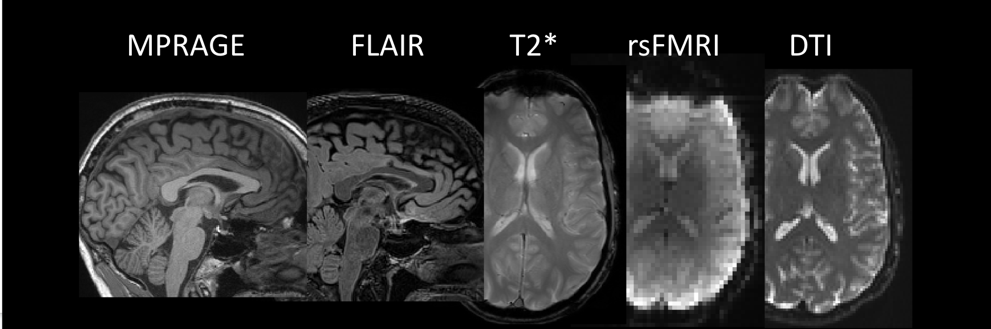 MPRAGE FLAIR T2* rsFMRI DTI